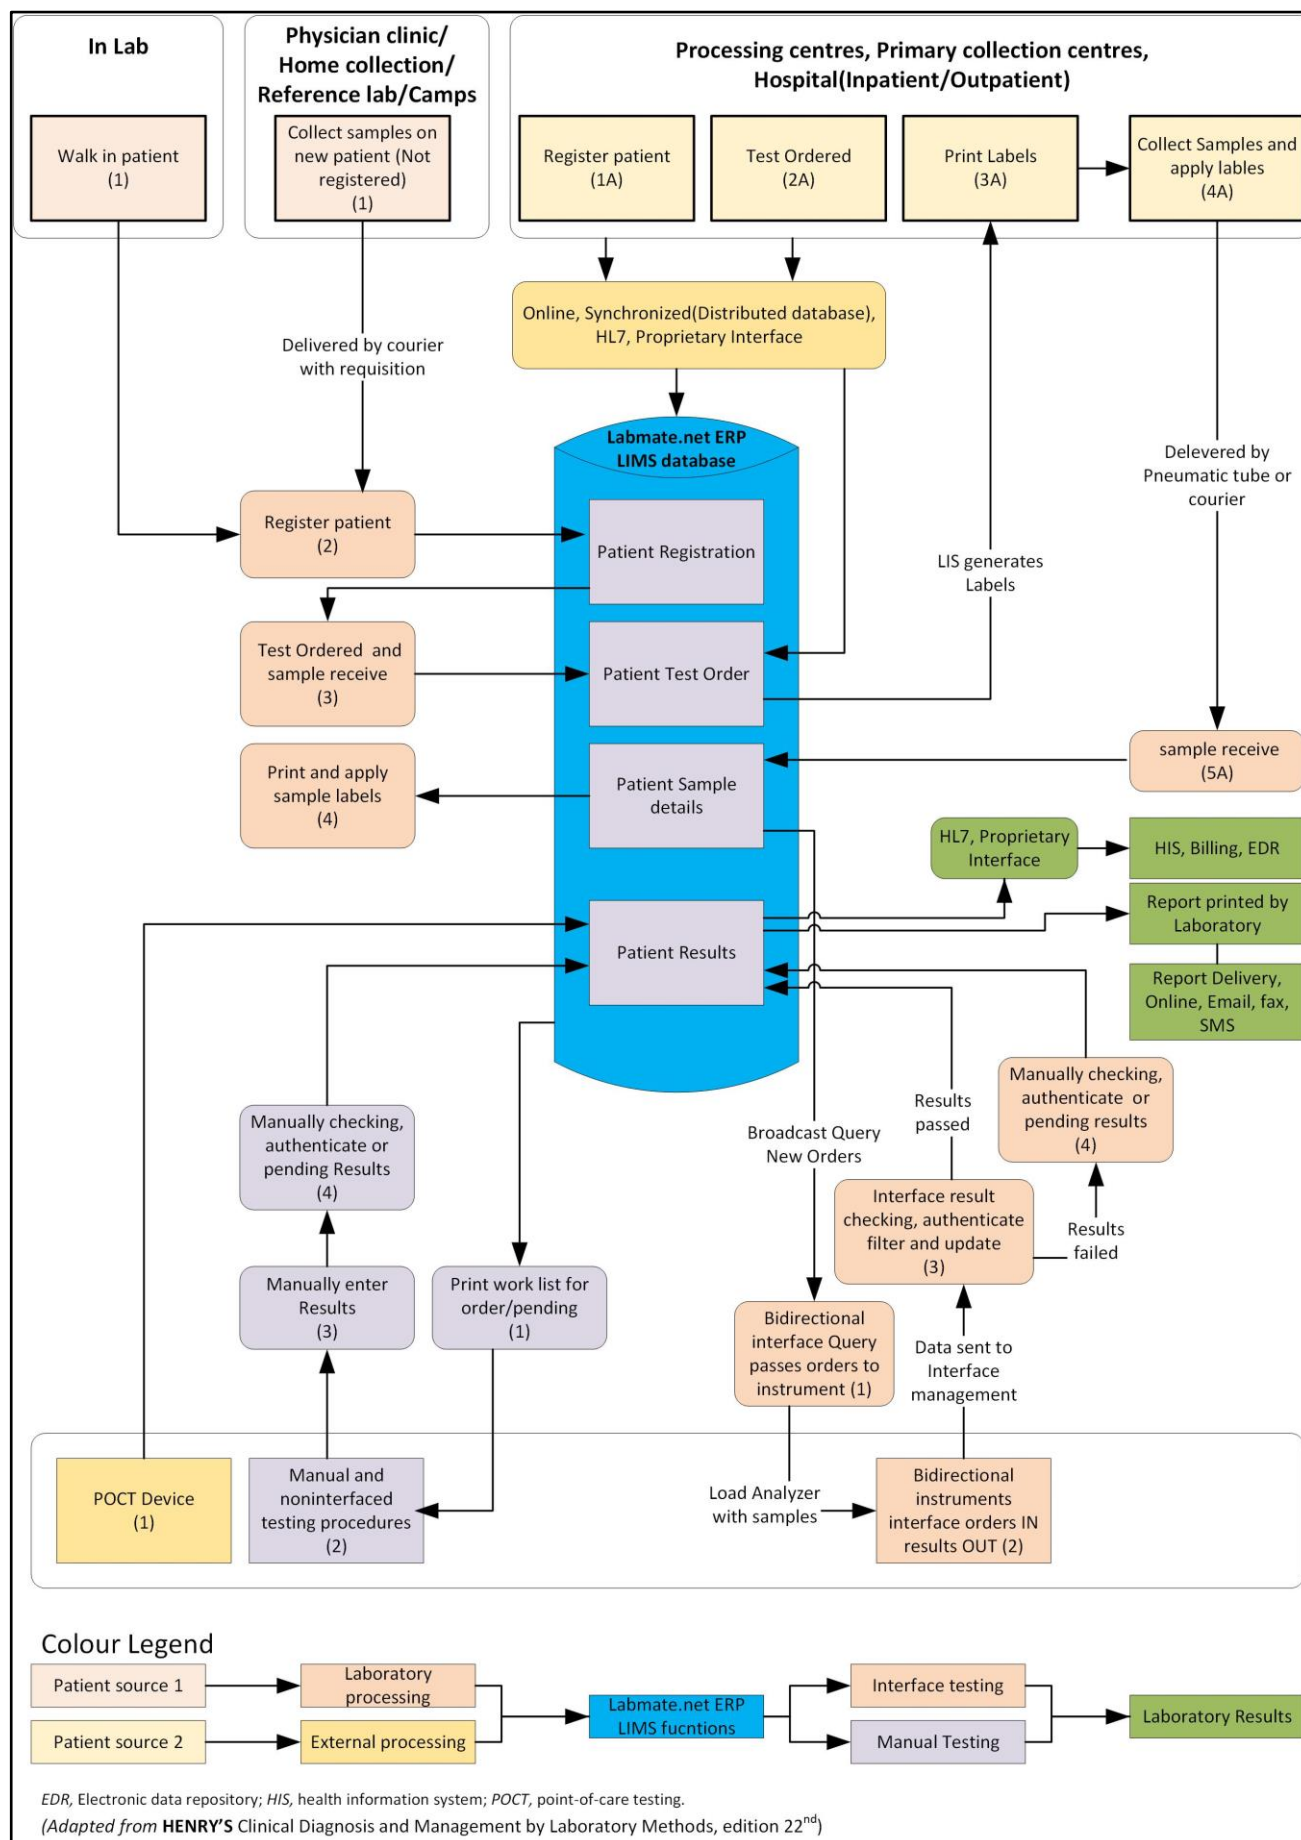 In Lab
Physician clinic/
Home collection/
Reference lab/Camps
Processing centres, Primary collection centres,
Hospital(Inpatient/Outpatient)
Walk in patient
(1)
Collect samples on
new patient (Not
registered)
(1)
Register patient
(1A)
Test Ordered
(2A)
Print Labels
(3A)
Collect Samples and
apply lables
(4A)
Online, Synchronized(Distributed database),
HL7, Proprietary Interface
Delivered by courier
with requisition
Labmate.net ERP
LIMS database
Delevered by
Pneumatic tube or
courier
Register patient
(2)
Patient Registration
LIS generates
Labels
Test Ordered and
sample receive
(3)
Patient Test Order
Print and apply
sample labels
(4)
Patient Sample
details
sample receive
(5A)
HL7, Proprietary
Interface
HIS, Billing, EDR
Patient Results
Report printed by
Laboratory
Report Delivery,
Online, Email, fax,
SMS
Manually checking,
authenticate or
pending Results
(4)
Broadcast Query
New Orders
Results
passed
Manually checking,
authenticate or
pending results
(4)
Interface result
checking, authenticate
filter and update
(3)
Results
failed
Manually enter
Results
(3)
Print work list for
order/pending
(1)
Bidirectional
interface Query
passes orders to
instrument (1)
Data sent to
Interface
management
POCT Device
(1)
Manual and
noninterfaced
testing procedures
(2)
Load Analyzer
with samples
Bidirectional
instruments
interface orders IN
results OUT (2)
Colour Legend
Patient source 1
Laboratory
processing
Labmate.net ERP
LIMS fucntions
Interface testing
Laboratory Results
Patient source 2
External processing
Manual Testing
EDR, Electronic data repository; HIS, health information system; POCT, point-of-care testing.
(Adapted from HENRY'S Clinical Diagnosis and Management by Laboratory Methods, edition 22nd)